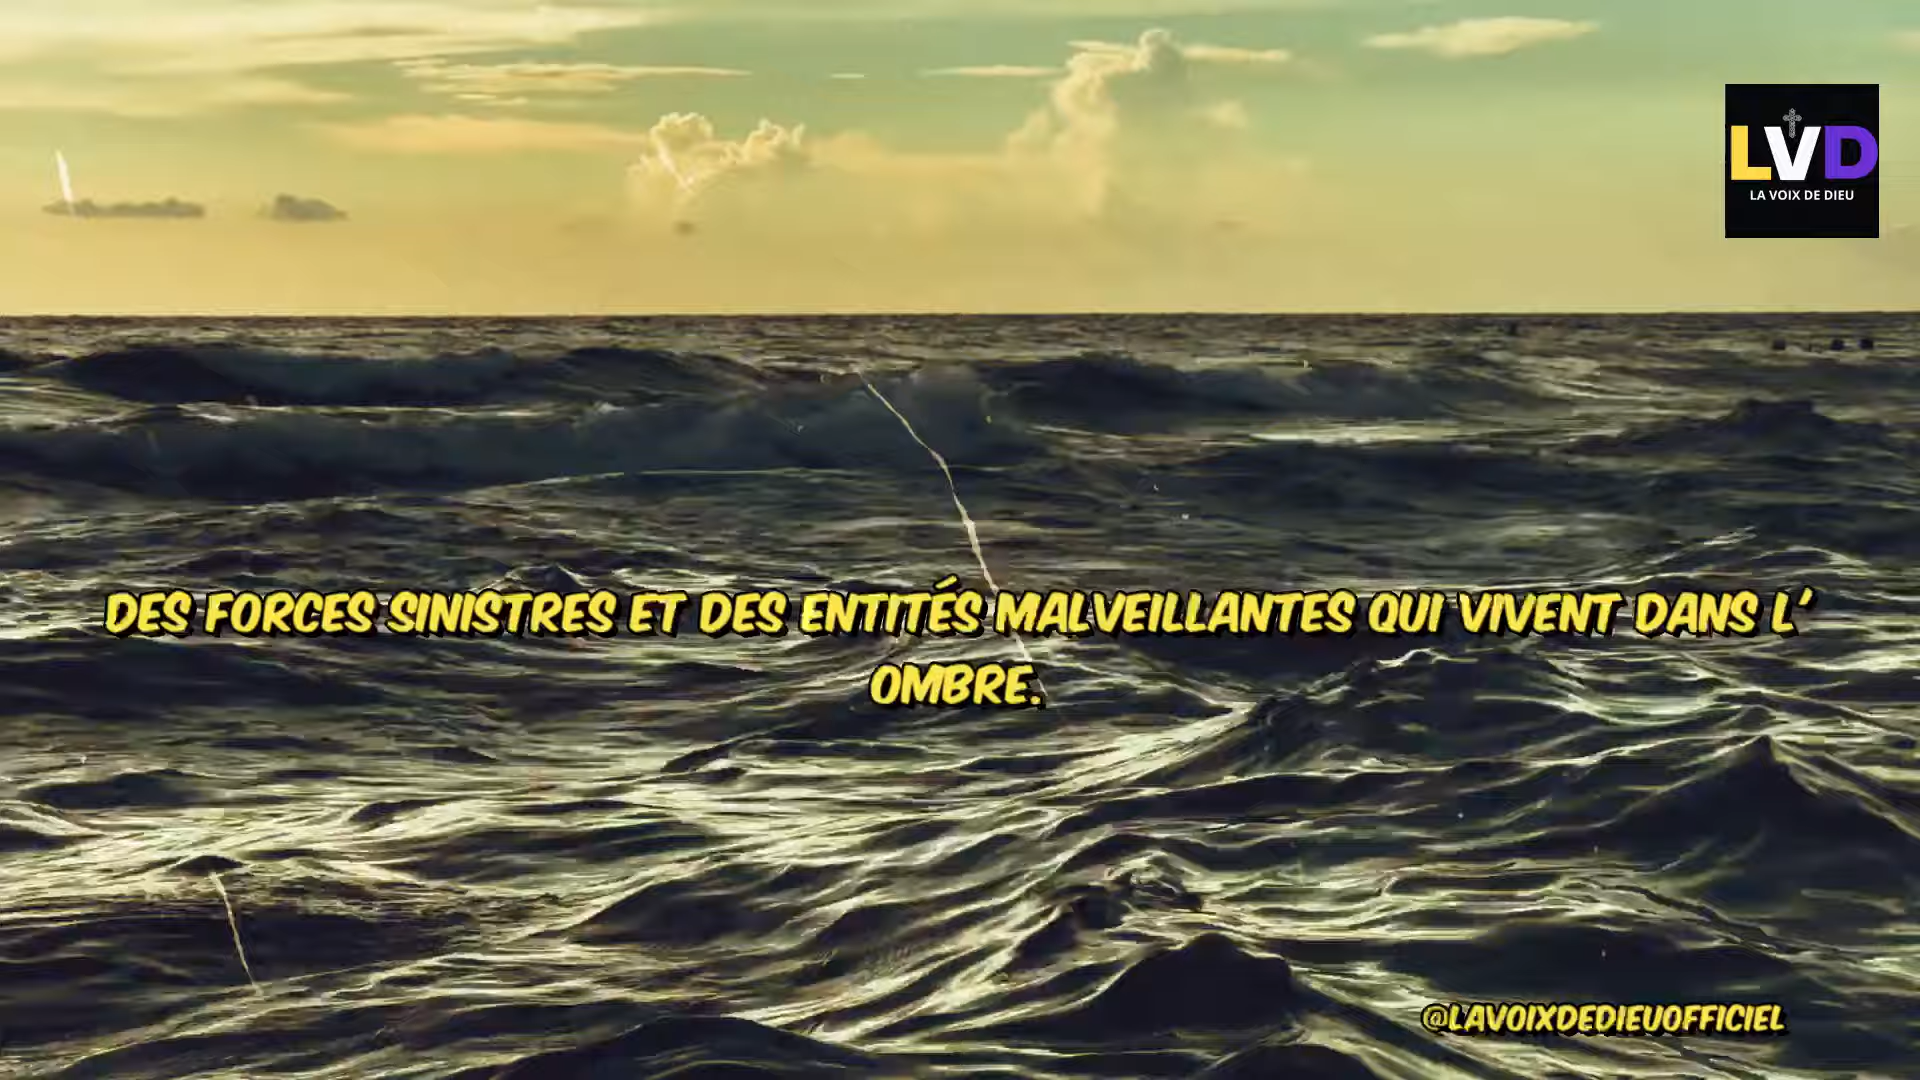 LVD
LA VOIX DE DIEU
DES FORCES SINISTRES ET DES ENTITÉS MALVEILLANTES QUI VIVENT DANS L'
OMBRE.
@LAVOIXDEDIEUOFFICIEL